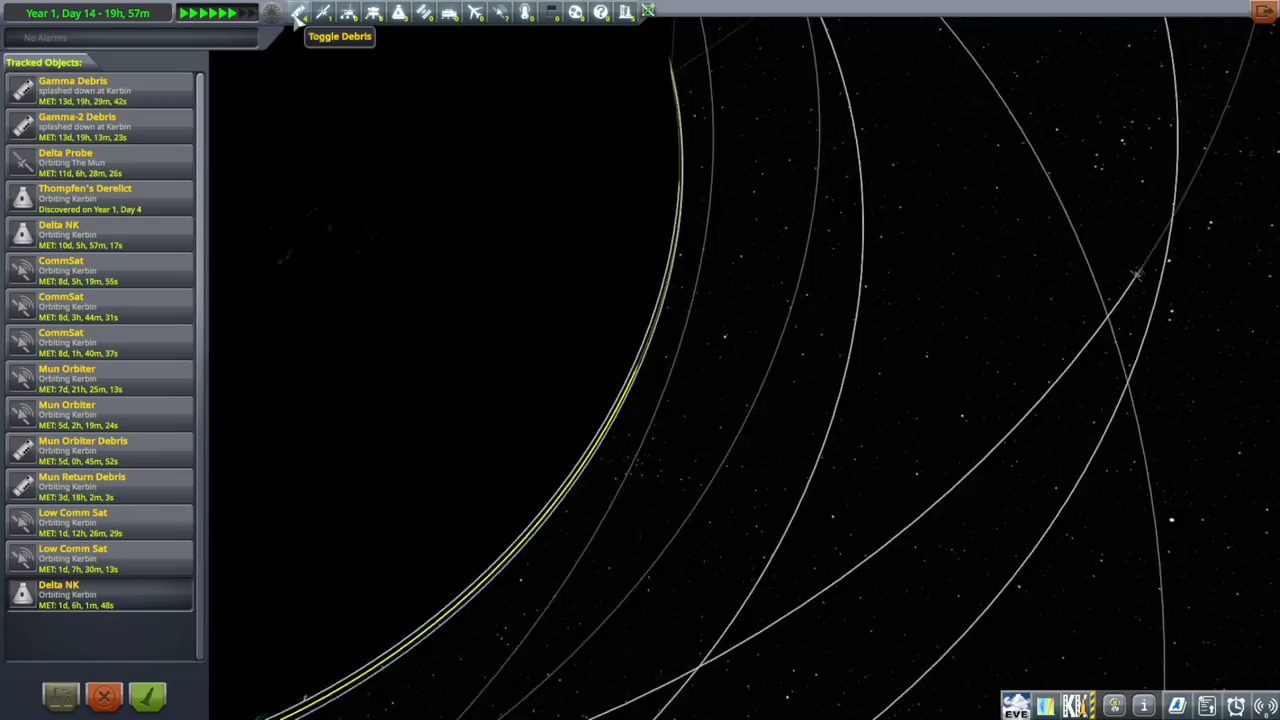 Year 1, Day 14 - 19h, 57m
Toggle Debris
No Alarms
Tracked Objects:
Gamma Debris
splashed down at Kerbin
MET: 13d, 19h, 29m, 42s
Gamma-2 Debris
splashed down at Kerbin
MET: 13d, 19h, 13m, 23s
Delta Probe
Orbiting The Mun
MET: 11d, 6h, 28m, 26s
Thompfen's Derelict
Orbiting Kerbin
Discovered on Year 1, Day 4
Delta NK
Orbiting Kerbin
MET: 10d, 5h, 57m, 17s
CommSat
Orbiting Kerbin
MET: 8d, 5h, 19m, 55s
CommSat
Orbiting Kerbin
MET: 8d, 3h, 44m, 31s
CommSat
Orbiting Kerbin
MET: 8d, 1h, 40m, 37s
Mun Orbiter
Orbiting Kerbin
MET: 7d, 21h, 25m, 13s
Mun Orbiter
Orbiting Kerbin
MET: 5d, 2h, 19m, 24s
Mun Orbiter Debris
Orbiting Kerbin
MET: 5d, 0h, 45m, 52s
Mun Return Debris
Orbiting Kerbin
MET: 3d, 18h, 2m, 3s
Low Comm Sat
Orbiting Kerbin
MET: 1d, 12h, 26m, 29s
Low Comm Sat
Orbiting Kerbin
MET: 1d, 7h, 30m, 13s
Delta NK
Orbiting Kerbin
MET: 1d, 6h, 1m, 48s
EVE